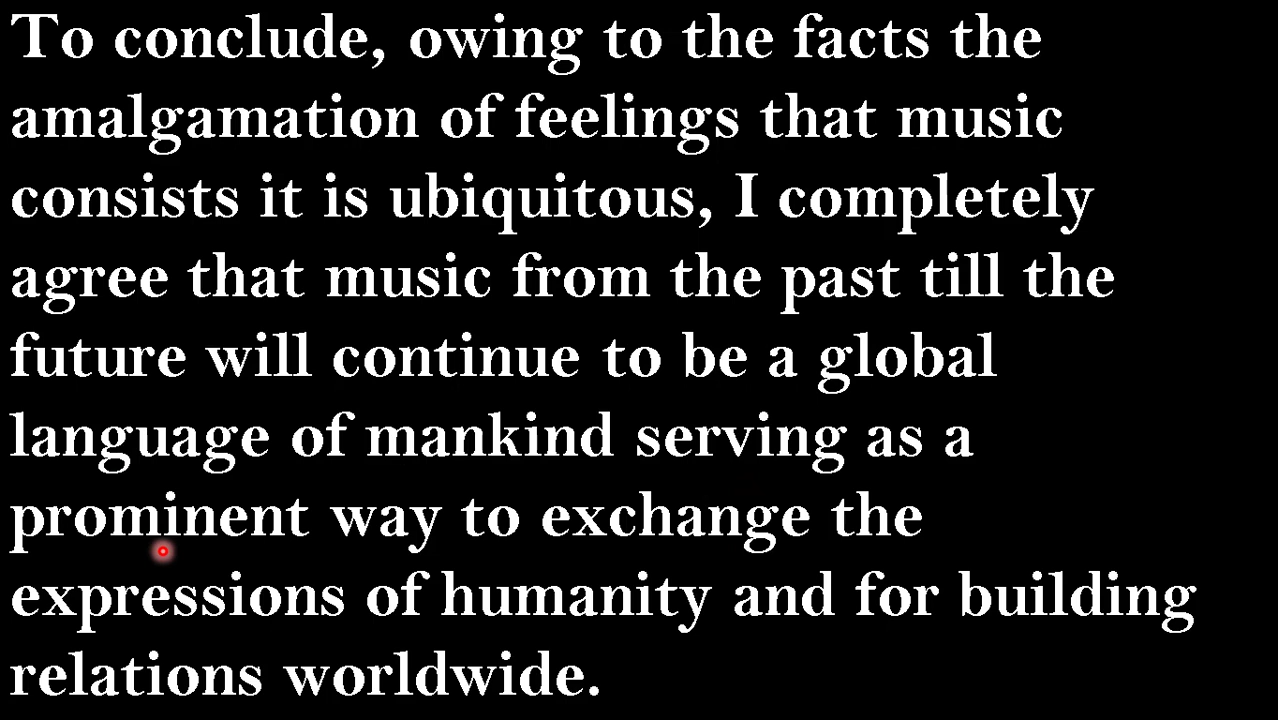 To conclude, owing to the facts the
amalgamation of feelings that music
consists it is ubiquitous, I completely
agree that music from the past till the
future will continue to be a global
language of mankind serving as a
prominent way to exchange the
expressions of humanity and for building
relations worldwide.